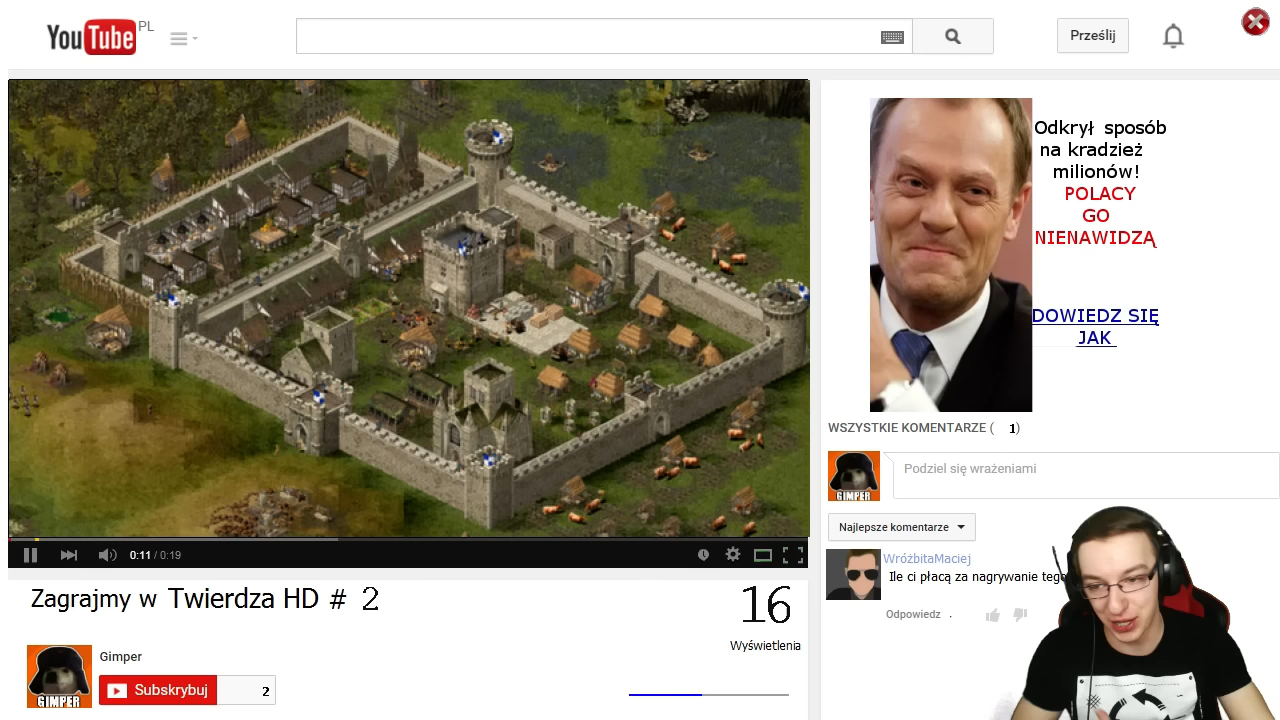 YouTube PL
Prześlij
Odkrył sposób
na kradzież
milionów!
POLACY
GO
NIENAWIDZĄ
DOWIEDZ SIĘ
JAK
WSZYSTKIE KOMENTARZE ( 1)
GIMPER
Podziel się wrażeniami
Najlepsze komentarze
WróżbitaMaciej
Ile ci płacą za nagrywanie tego
Odpowiedz .
0:11 / 0:19
Zagrajmy w Twierdza HD # 2
16
Wyświetlenia
GIMPER
Gimper
Subskrybuj 2